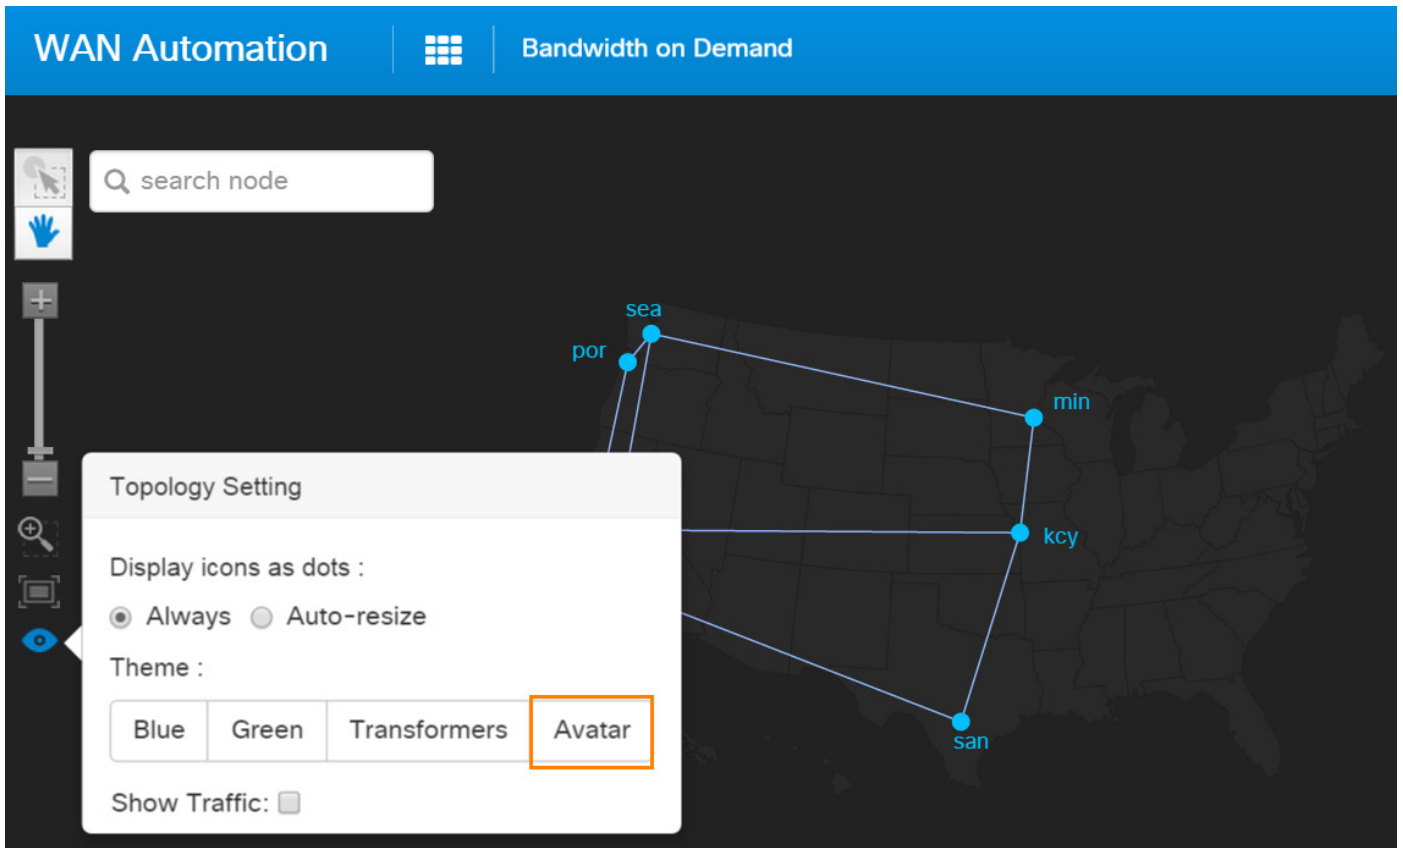 WAN Automation
Bandwidth on Demand
search node
sea
por
min
kcy
san
Topology Setting
Display icons as dots :
Always Auto-resize
Theme :
Blue Green Transformers Avatar
Show Traffic: